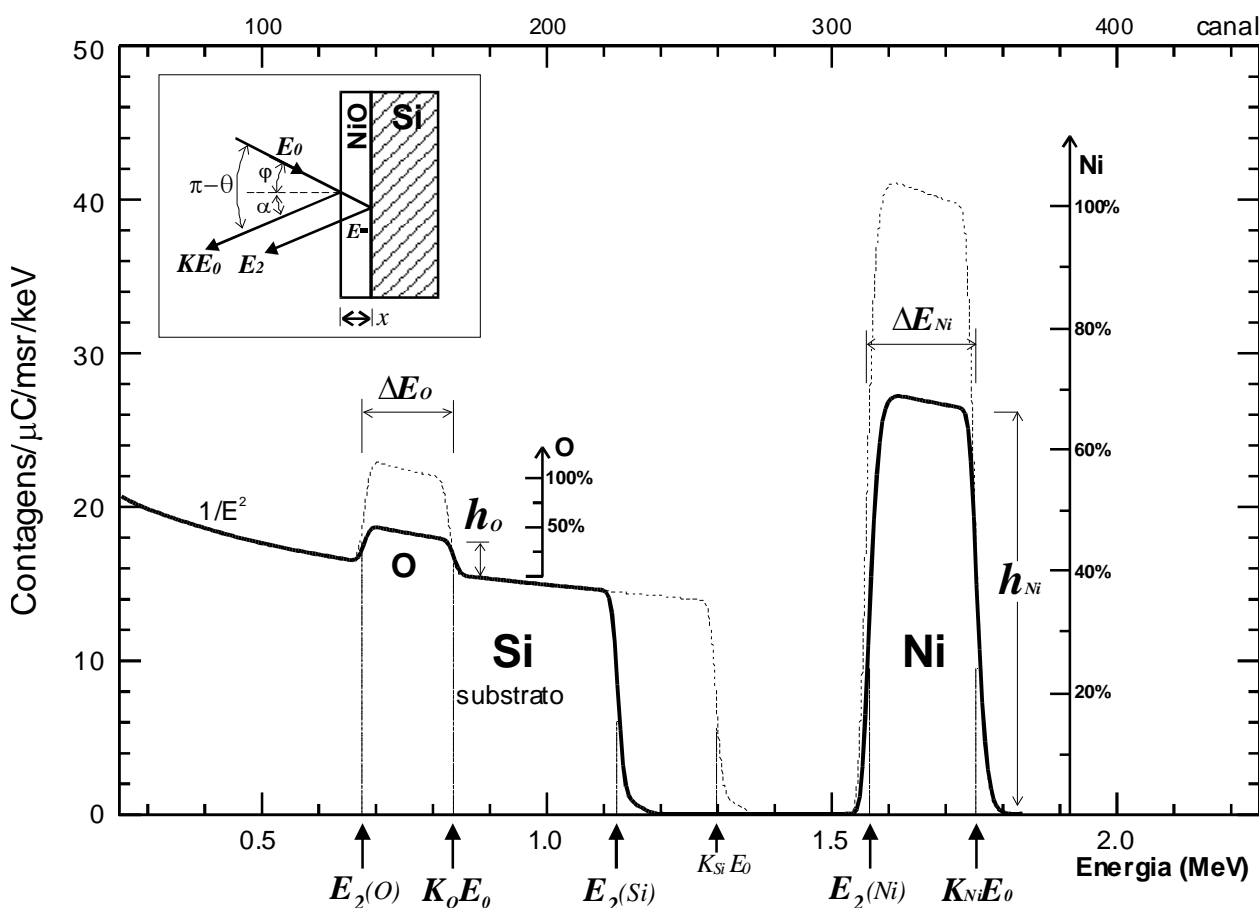 100 200 300 400 canal
50
40
30
20
10
0
Contagens/μC/msr/keV
NiO Si
E0
φ
π−θ
α
E
KE0 E2
x
ΔEO
1/E²
O
100%
50%
hO
O
Si
substrato
ΔENi
Ni
hNi
Ni
100%
80%
60%
40%
20%
0.5 1.0 1.5 2.0
Energia (MeV)
E2(O) KOE0 E2(Si) KSiE0 E2(Ni) KNiE0